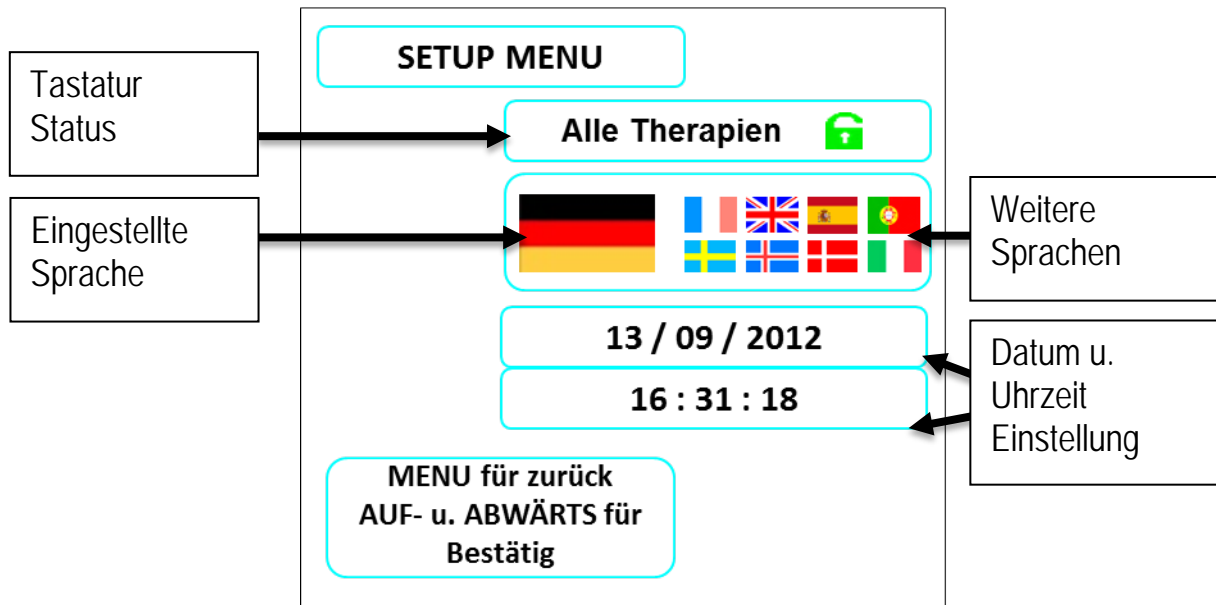 SETUP MENU
Tastatur
Status
Alle Therapien
Eingestellte
Sprache
Weitere
Sprachen
13 / 09 / 2012
16 : 31 : 18
Datum u.
Uhrzeit
Einstellung
MENU für zurück
AUF- u. ABWÄRTS für
Bestätig